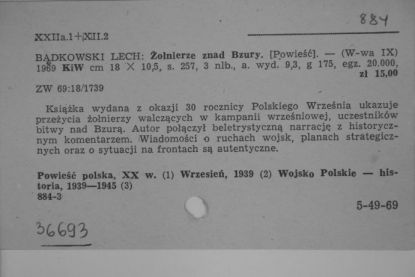 884
XXIIa.1+XII.2
BĄDKOWSKI LECH: Żołnierze znad Bzury. [Powieść]. — (W-wa IX)
1969 KiW cm 18 X 10,5, s. 257, 3 nlb., a. wyd. 9,3, g 175, egz. 20.000,
zł 15,00
ZW 69:18/1739
Książka wydana z okazji 30 rocznicy Polskiego Września ukazuje
przeżycia żołnierzy walczących w kampanii wrześniowej, uczestników
bitwy nad Bzurą. Autor połączył beletrystyczną narrację z historycz-
nym komentarzem. Wiadomości o ruchach wojsk, planach strategicz-
nych oraz o sytuacji na frontach są autentyczne.
Powieść polska, XX w. (1) Wrzesień, 1939 (2) Wojsko Polskie — his-
toria, 1939—1945 (3)
884-3
5-49-69
36693